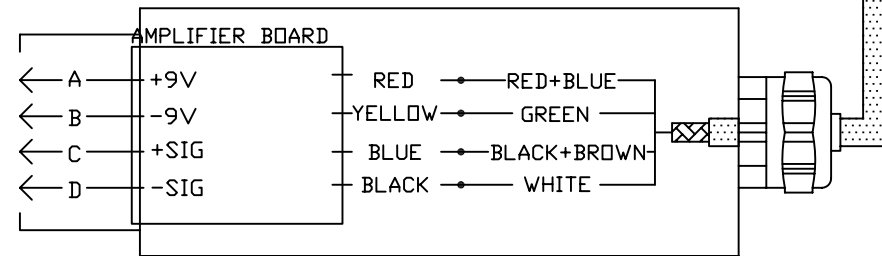 AMPLIFIER BOARD
A +9V RED RED+BLUE
B -9V YELLOW GREEN
C +SIG BLUE BLACK+BROWN
D -SIG BLACK WHITE